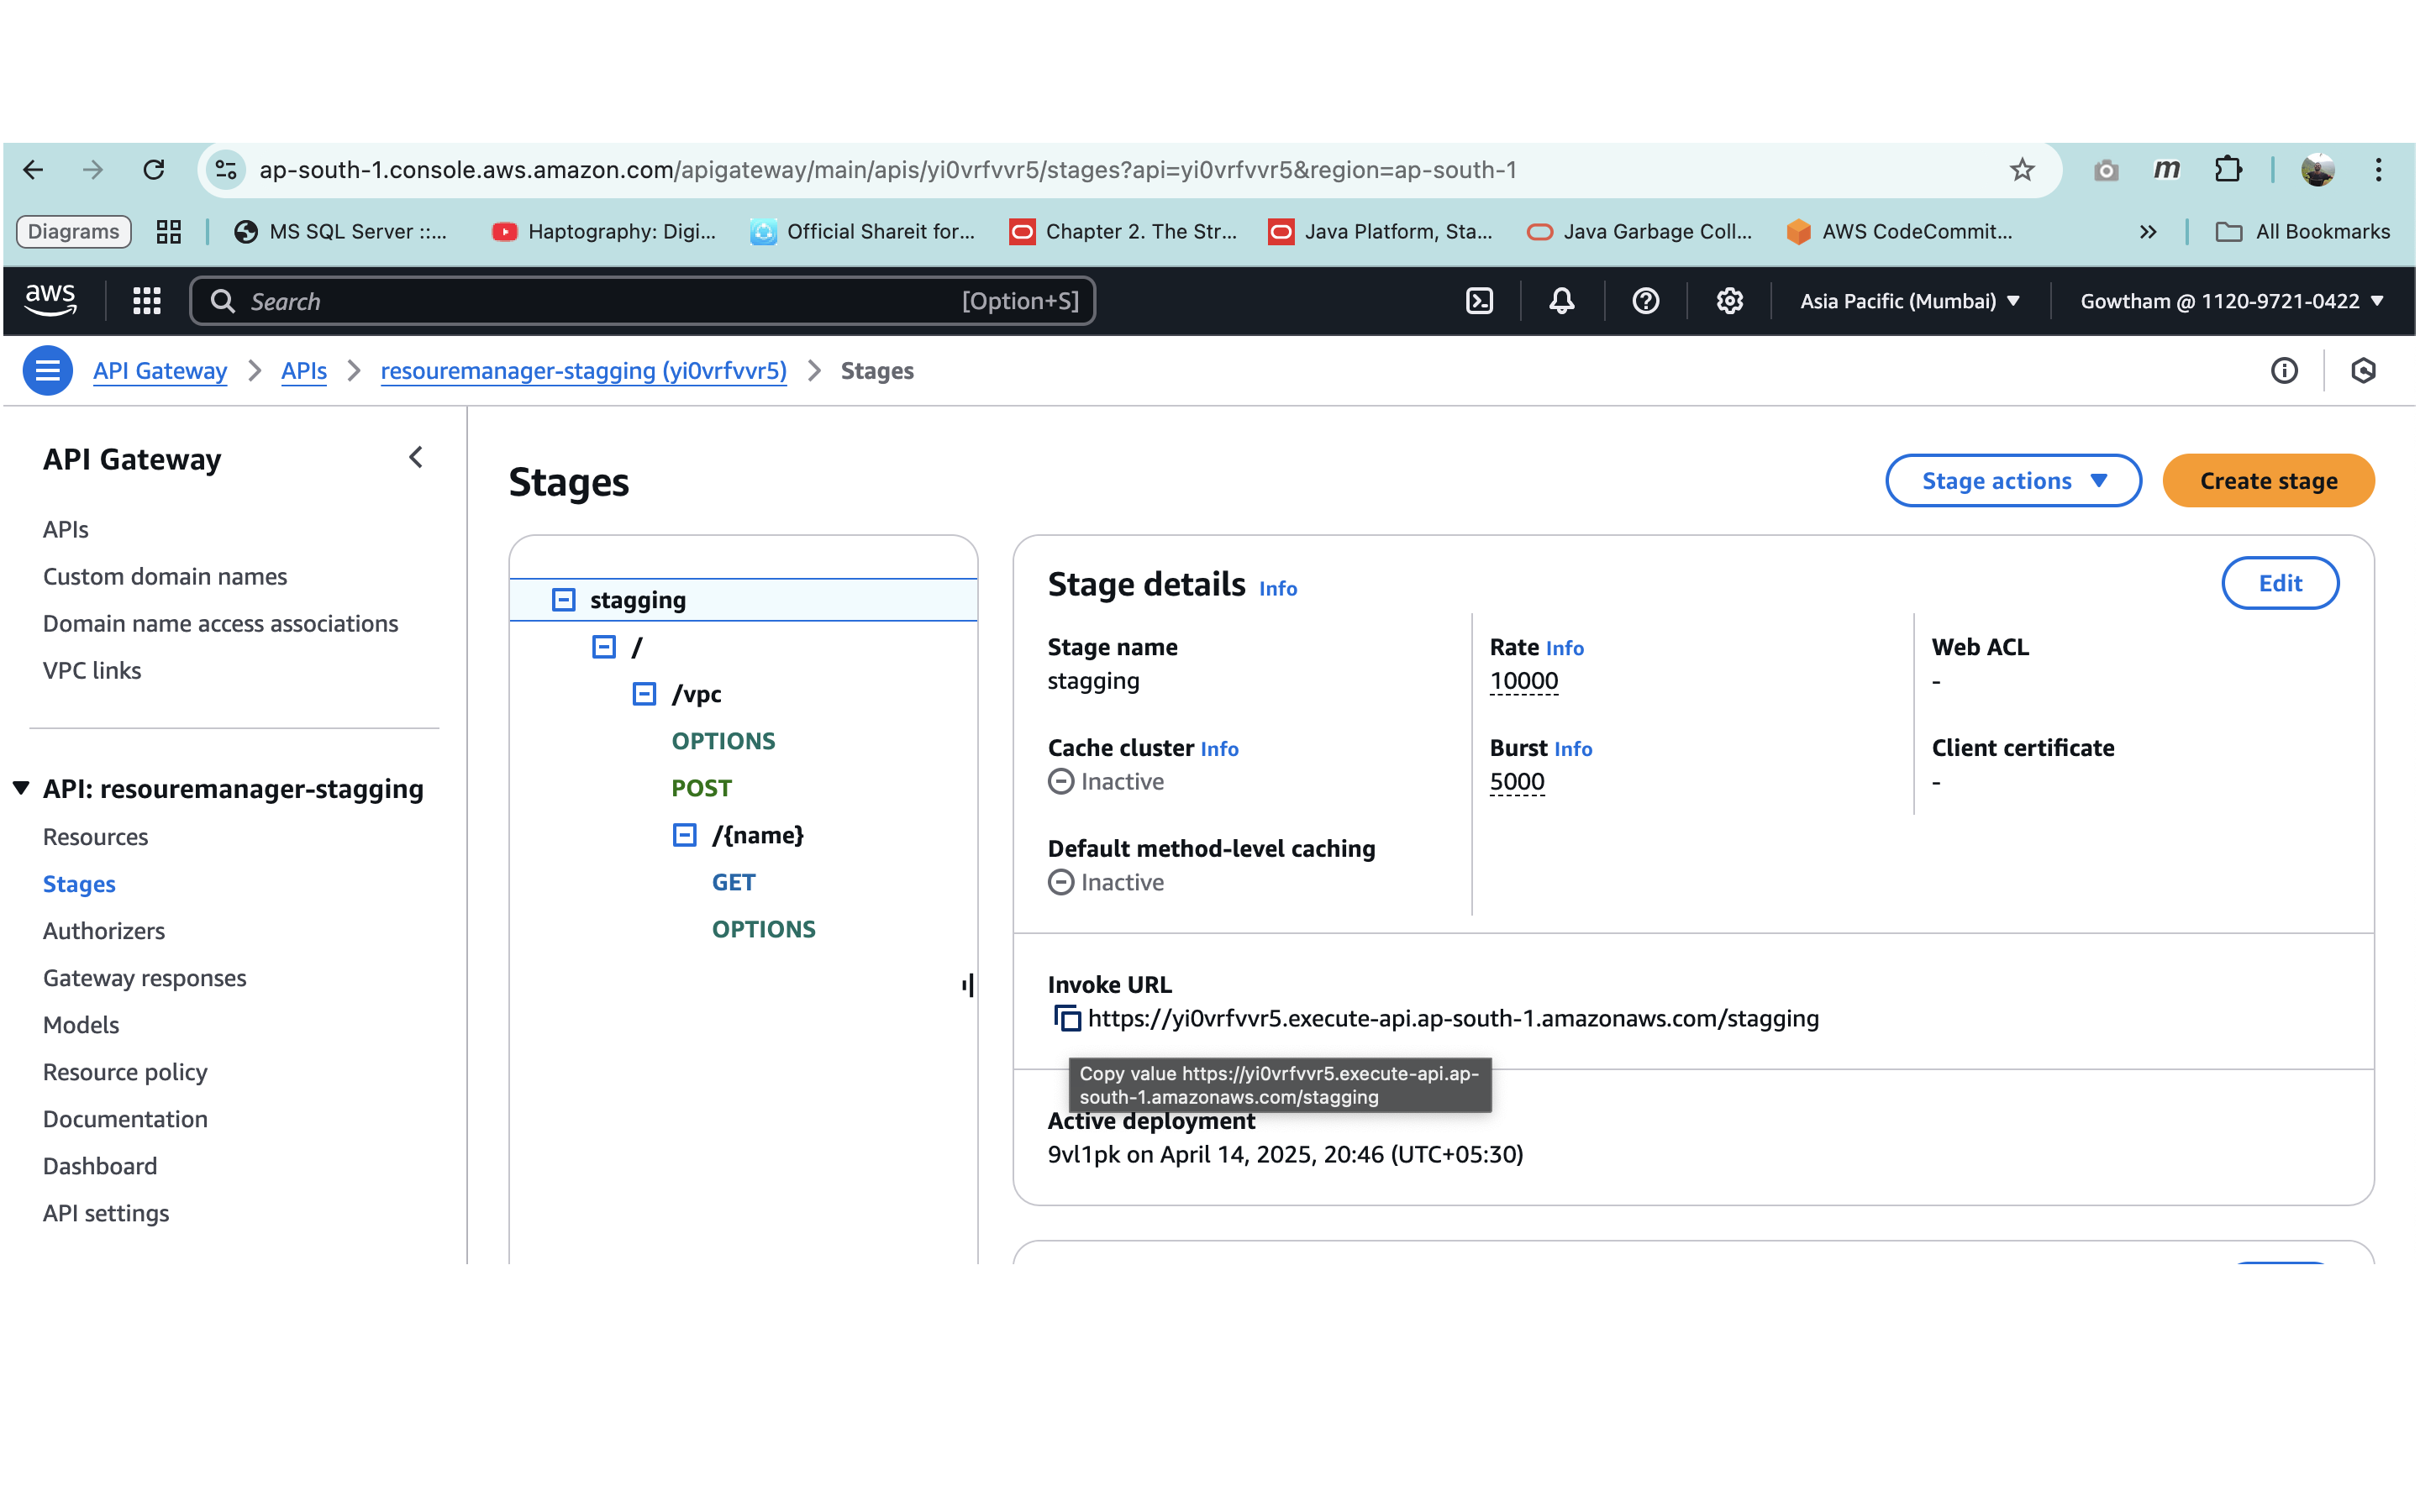 ap-south-1.console.aws.amazon.com/apigateway/main/apis/yi0vrfvvr5/stages?api=yi0vrfvvr5&region=ap-south-1
m
Diagrams
MS SQL Server ::...
Haptography: Digi...
Official Shareit for...
Chapter 2. The Str...
Java Platform, Sta...
Java Garbage Coll...
AWS CodeCommit...
All Bookmarks
aws
Search
[Option+S]
Asia Pacific (Mumbai)
Gowtham @ 1120-9721-0422
API Gateway
APIs
resouremanager-stagging (yi0vrfvvr5)
Stages
API Gateway
APIs
Custom domain names
Domain name access associations
VPC links
API: resouremanager-stagging
Resources
Stages
Authorizers
Gateway responses
Models
Resource policy
Documentation
Dashboard
API settings
Stages
Stage actions
Create stage
stagging
/
/vpc
OPTIONS
POST
/{name}
GET
OPTIONS
Stage details Info
Edit
Stage name
stagging
Rate Info
10000
Web ACL
-
Cache cluster Info
Inactive
Burst Info
5000
Client certificate
-
Default method-level caching
Inactive
Invoke URL
https://yi0vrfvvr5.execute-api.ap-south-1.amazonaws.com/stagging
Copy value https://yi0vrfvvr5.execute-api.ap-
south-1.amazonaws.com/stagging
Active deployment
9vl1pk on April 14, 2025, 20:46 (UTC+05:30)